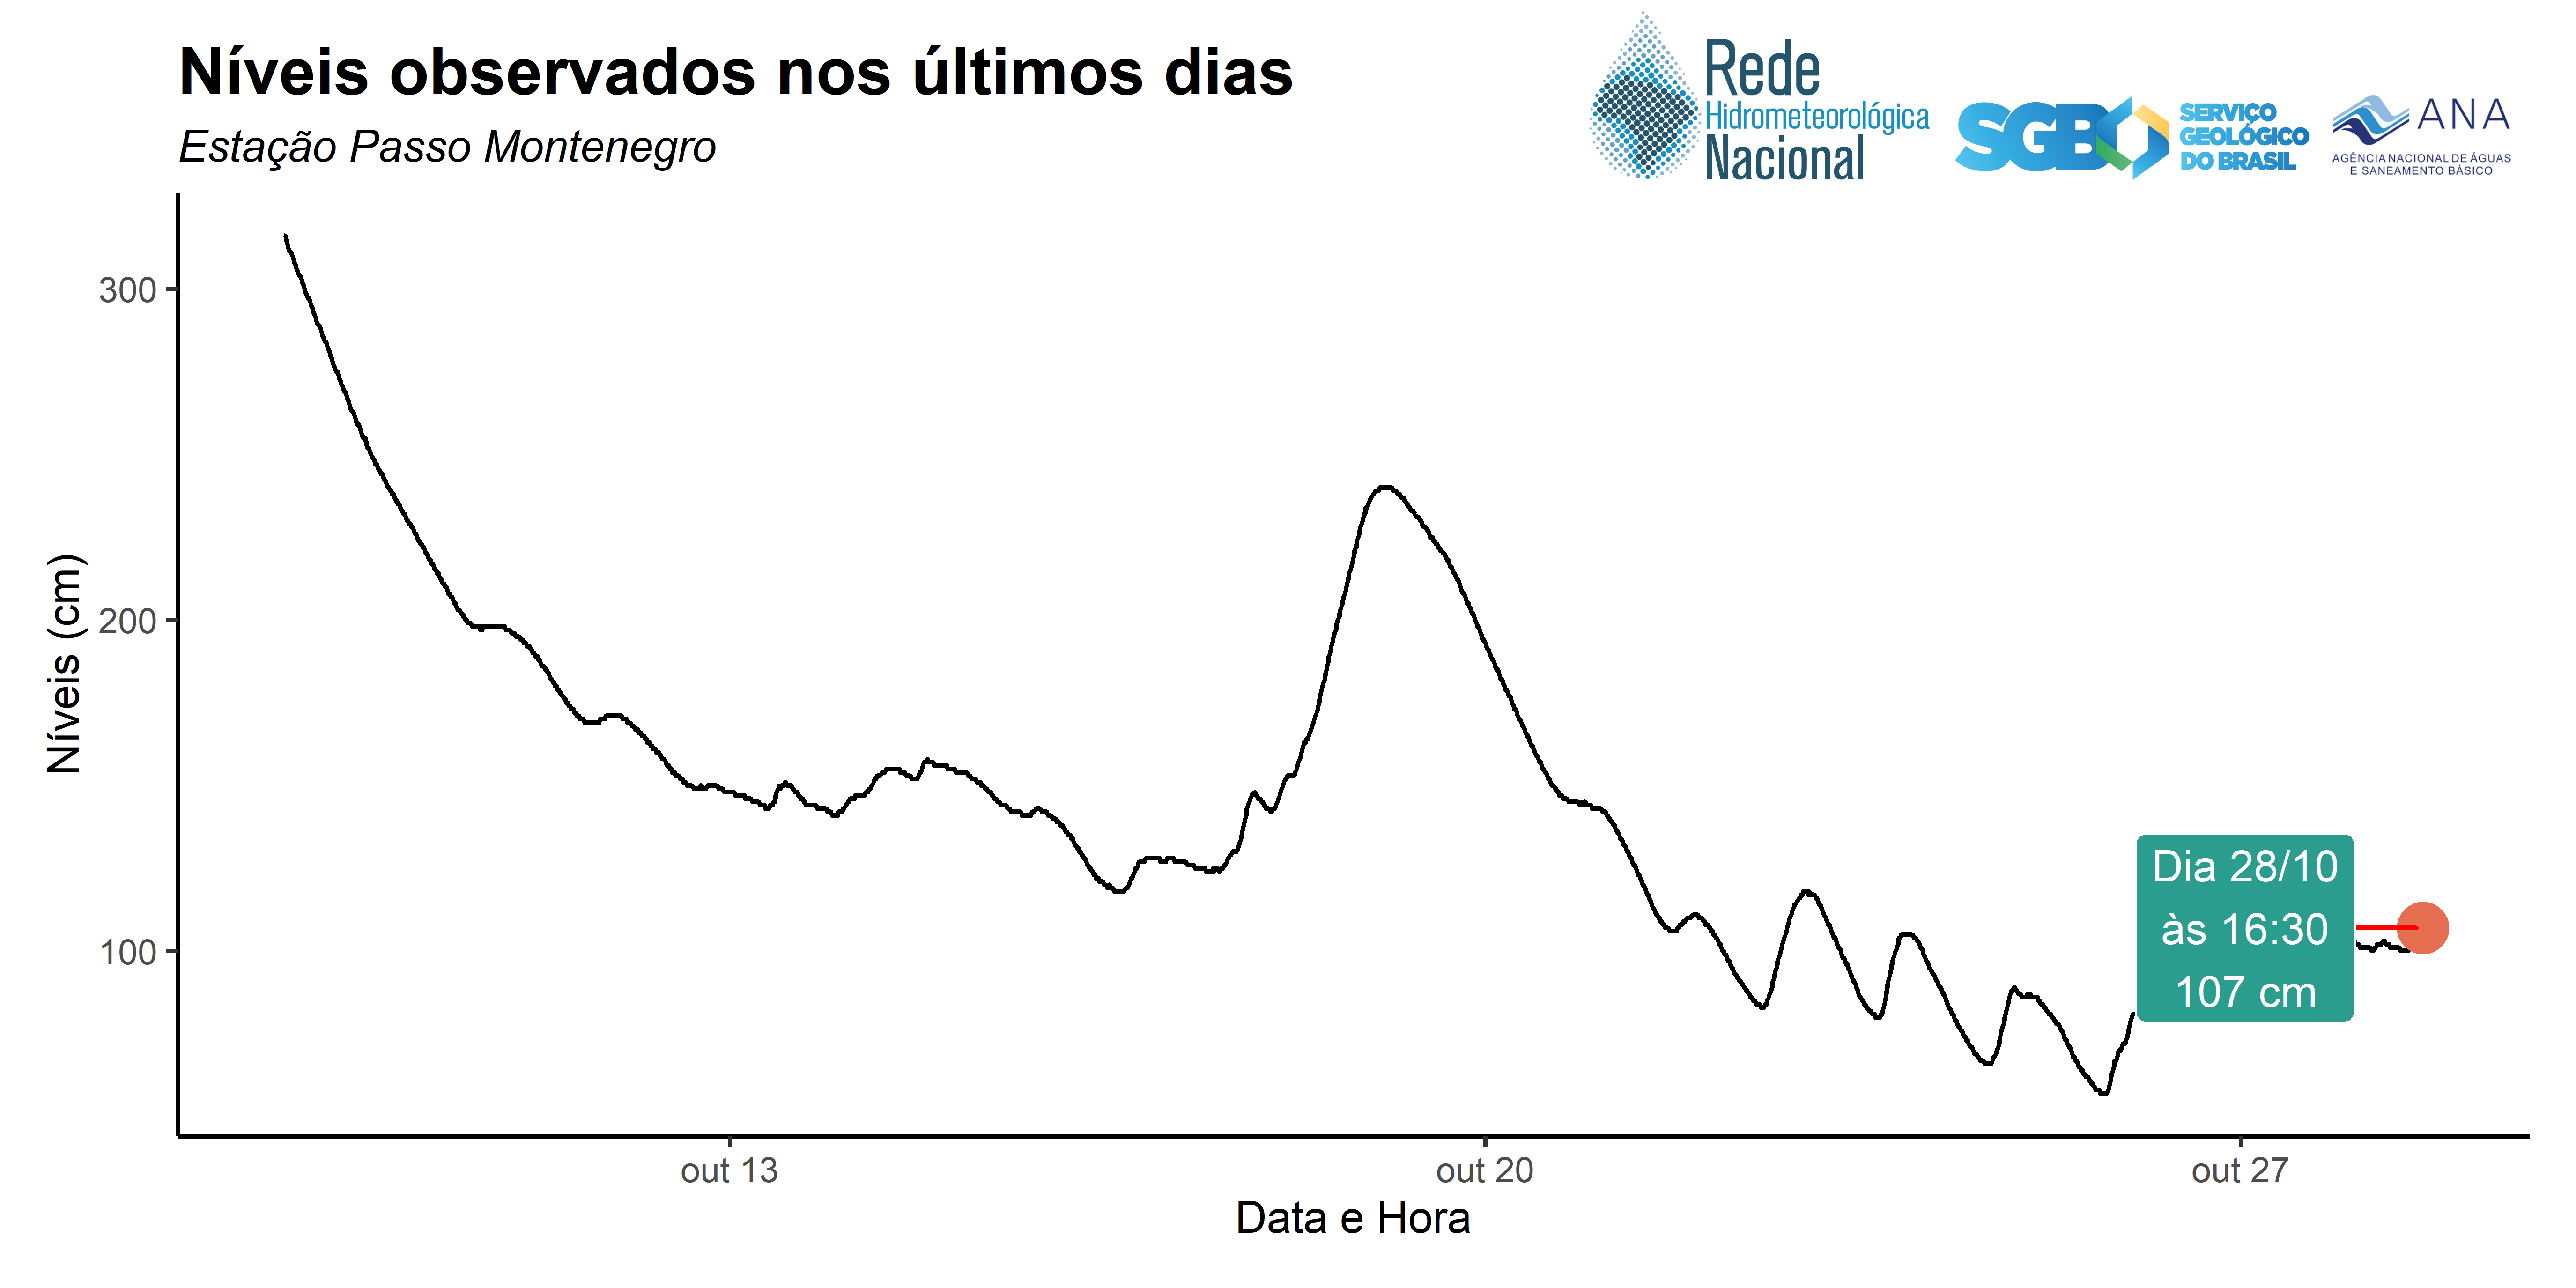 Níveis observados nos últimos dias
Estação Passo Montenegro
Rede
Hidrometeorológica
Nacional
SGB
SERVIÇO
GEOLÓGICO
DO BRASIL
ANA
AGÊNCIA NACIONAL DE ÁGUAS
E SANEAMENTO BÁSICO
Níveis (cm)
300
200
100
Dia 28/10
às 16:30
107 cm
out 13
out 20
out 27
Data e Hora